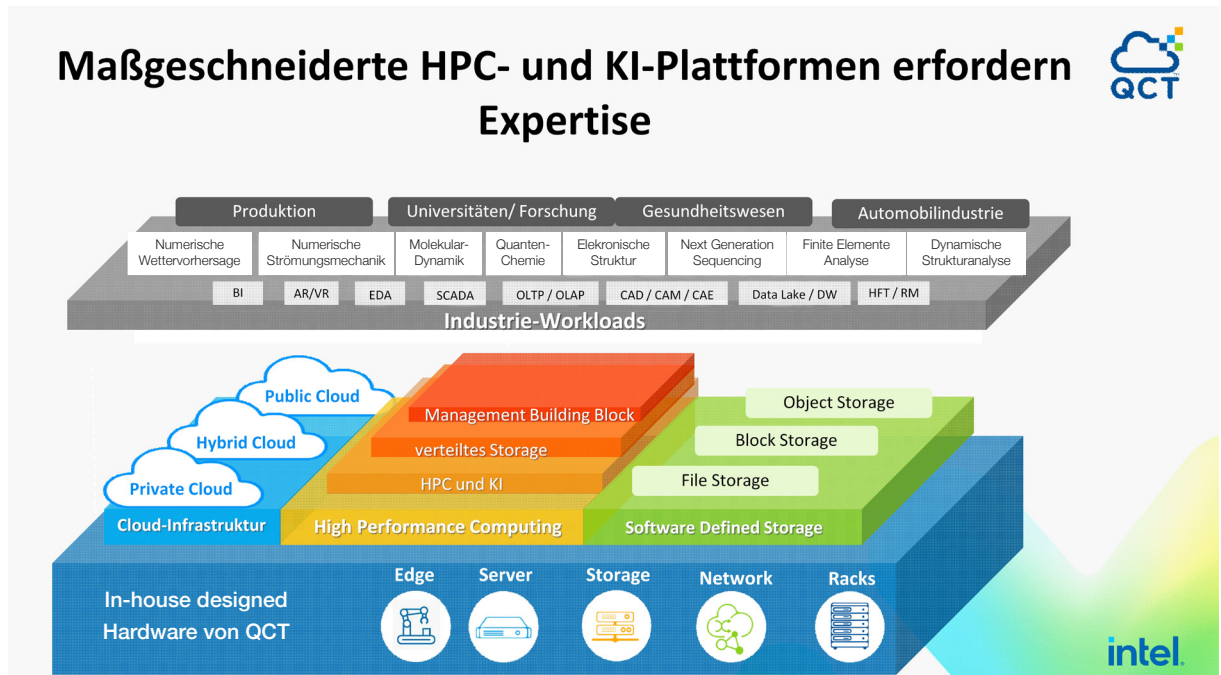 Maßgeschneiderte HPC- und KI-Plattformen erfordern
Expertise
QCT
Produktion
Universitäten/ Forschung
Gesundheitswesen
Automobilindustrie
Numerische
Wettervorhersage
Numerische
Strömungsmechanik
Molekular-
Dynamik
Quanten-
Chemie
Elekronische
Struktur
Next Generation
Sequencing
Finite Elemente
Analyse
Dynamische
Strukturanalyse
BI
AR/VR
EDA
SCADA
OLTP / OLAP
CAD / CAM / CAE
Data Lake / DW
HFT / RM
Industrie-Workloads
Public Cloud
Hybrid Cloud
Private Cloud
Cloud-Infrastruktur
Management Building Block
verteiltes Storage
HPC und KI
High Performance Computing
Object Storage
Block Storage
File Storage
Software Defined Storage
In-house designed
Hardware von QCT
Edge
Server
Storage
Network
Racks
intel.